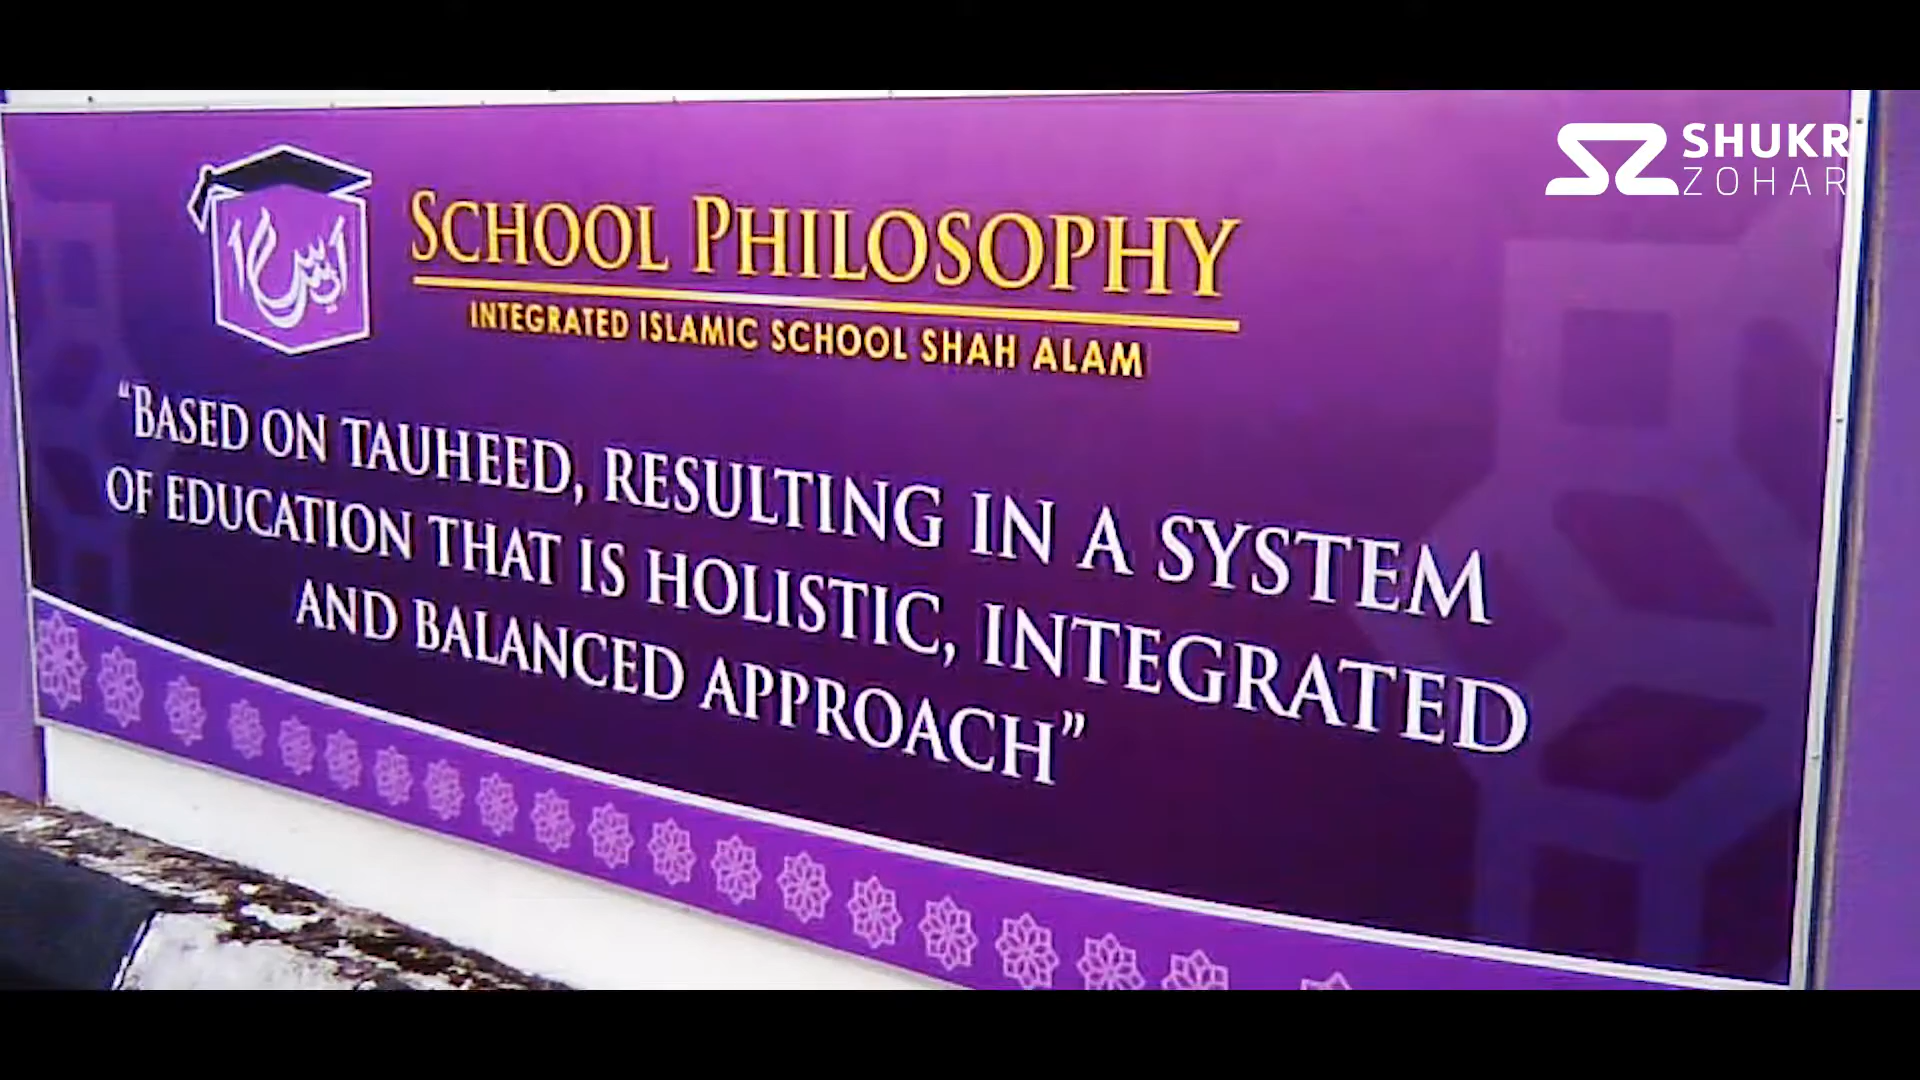 SHUKRI
ZOHARI
SCHOOL PHILOSOPHY
INTEGRATED ISLAMIC SCHOOL SHAH ALAM
“BASED ON TAUHEED, RESULTING IN A SYSTEM
OF EDUCATION THAT IS HOLISTIC, INTEGRATED
AND BALANCED APPROACH”